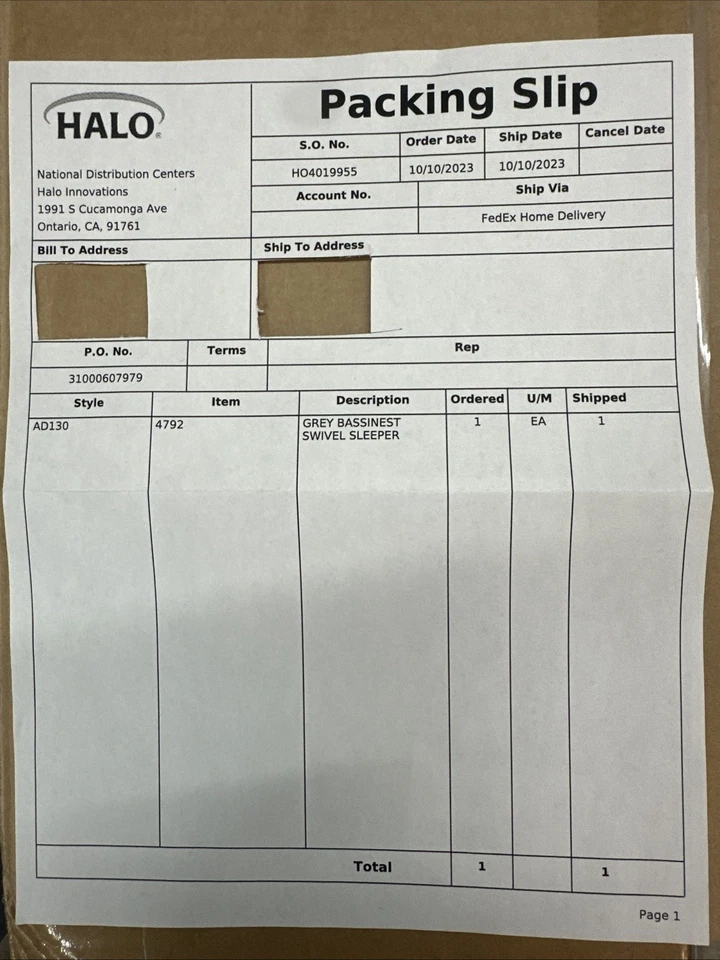 HALO®
National Distribution Centers
Halo Innovations
1991 S Cucamonga Ave
Ontario, CA, 91761
Packing Slip
S.O. No. Order Date Ship Date Cancel Date
HO4019955 10/10/2023 10/10/2023
Account No. Ship Via
FedEx Home Delivery
Bill To Address Ship To Address
P.O. No. Terms Rep
31000607979
Style Item Description Ordered U/M Shipped
AD130 4792 GREY BASSINEST 1 EA 1
SWIVEL SLEEPER
Total 1 1
Page 1